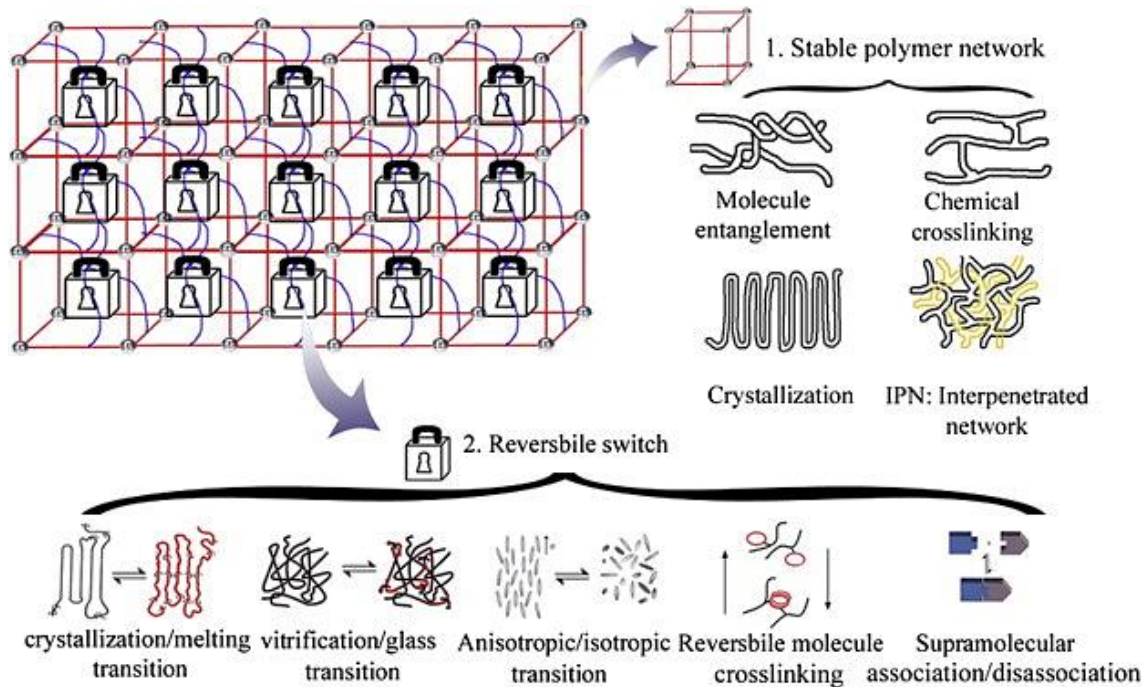 1. Stable polymer network
Molecule
entanglement
Chemical
crosslinking
Crystallization
IPN: Interpenetrated
network
2. Reversbile switch
crystallization/melting
transition
vitrification/glass
transition
Anisotropic/isotropic
transition
Reversbile molecule
crosslinking
Supramolecular
association/disassociation